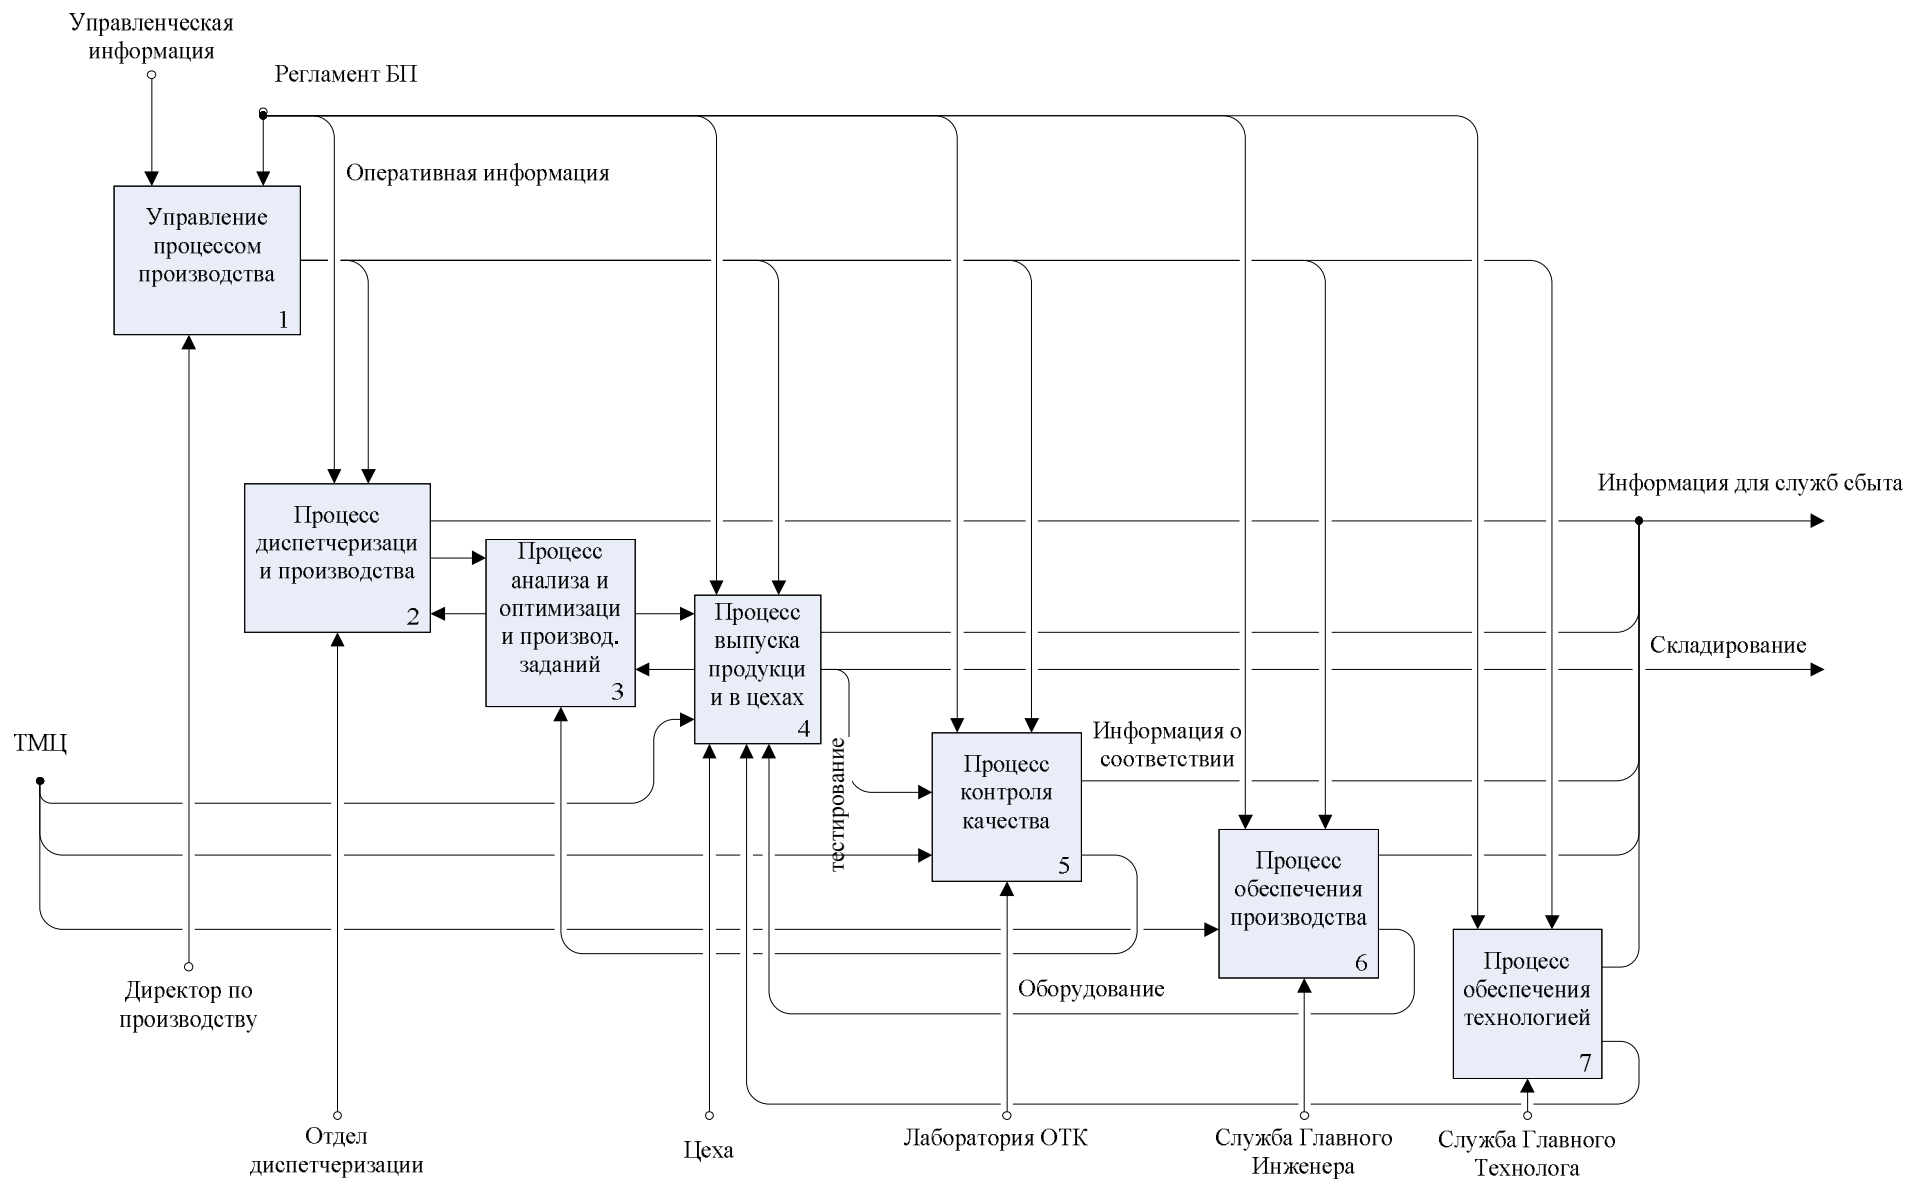 Управленческая
информация
Регламент БП
Оперативная информация
Управление
процессом
производства
1
Процесс
диспетчеризаци
и производства
2
Процесс
анализа и
оптимизаци
и производ.
заданий
3
Процесс
выпуска
продукци
и в цехах
4
Информация для служб сбыта
Складирование
ТМЦ
тестирование
Процесс
контроля
качества
5
Информация о
соответствии
Процесс
обеспечения
производства
6
Процесс
обеспечения
технологией
7
Оборудование
Директор по
производству
Отдел
диспетчеризации
Цеха
Лаборатория ОТК
Служба Главного
Инженера
Служба Главного
Технолога